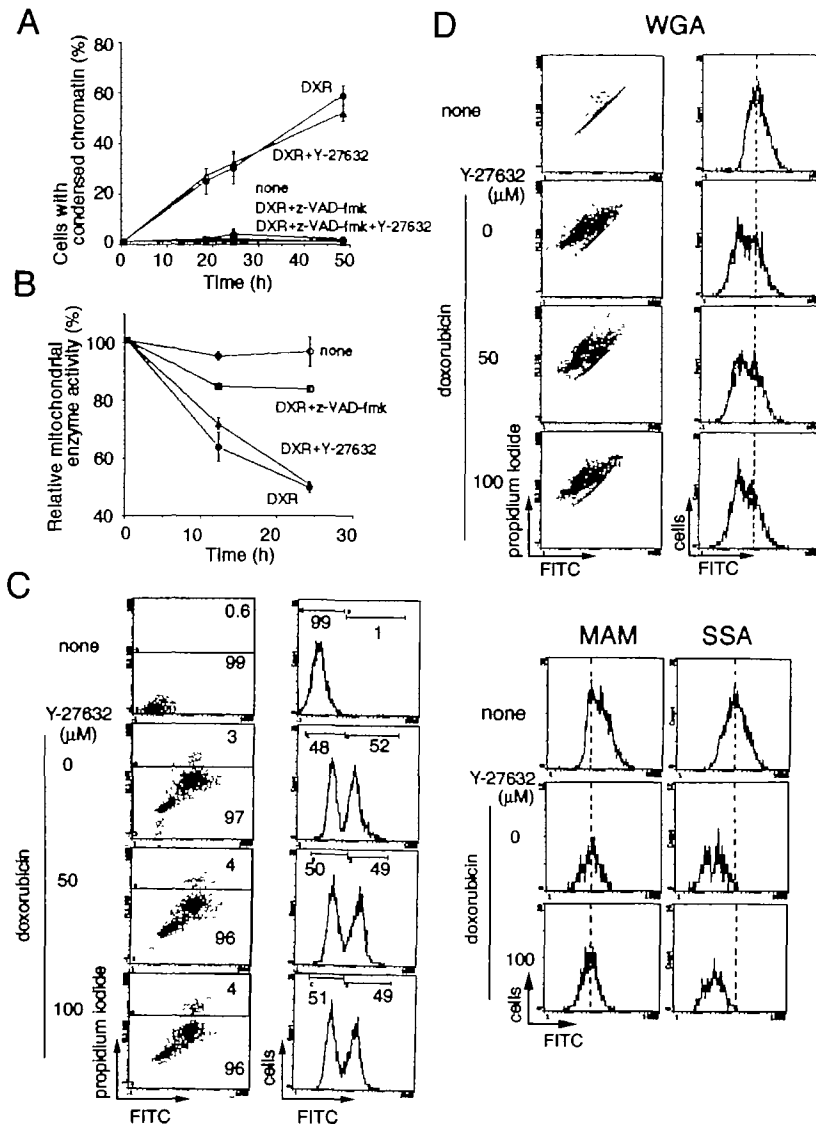 A
Cells with
condensed chromatin (%)
80
60
40
20
0
0 10 20 30 40 50
Time (h)
DXR
DXR+Y-27632
none
DXR+z-VAD-fmk
DXR+z-VAD-fmk+Y-27632
B
Relative mitochondrial
enzyme activity (%)
100
80
60
40
0 10 20 30
Time (h)
none
DXR+z-VAD-fmk
DXR+Y-27632
DXR
C
none
0.6
99
99
1
Y-27632
(μM)
0
3
97
48
52
doxorubicin
50
4
96
50
49
100
4
96
51
49
propidium iodide
FITC
cells
FITC
D
WGA
none
Y-27632
(μM)
0
doxorubicin
50
100
propidium iodide
FITC
cells
FITC
MAM
SSA
none
Y-27632
(μM)
0
doxorubicin
100
cells
FITC